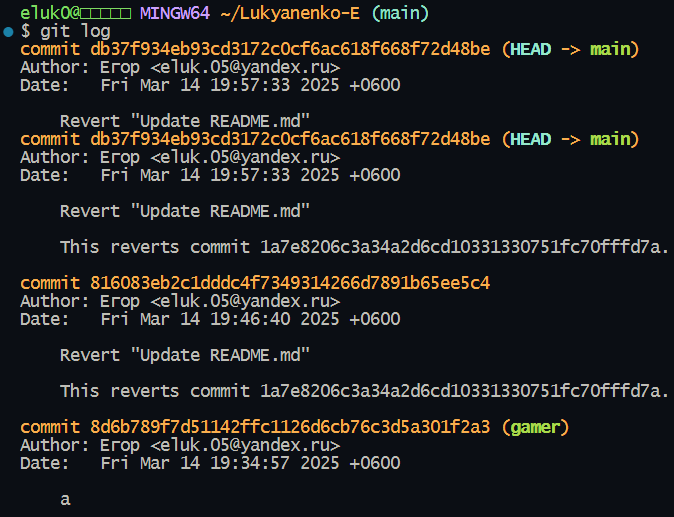 eluk0@□□□□□ MINGW64 ~/Lukyanenko-E (main)
$ git log
commit db37f934eb93cd3172c0cf6ac618f668f72d48be (HEAD -> main)
Author: Егор <eluk.05@yandex.ru>
Date:   Fri Mar 14 19:57:33 2025 +0600

    Revert "Update README.md"
commit db37f934eb93cd3172c0cf6ac618f668f72d48be (HEAD -> main)
Author: Егор <eluk.05@yandex.ru>
Date:   Fri Mar 14 19:57:33 2025 +0600

    Revert "Update README.md"

    This reverts commit 1a7e8206c3a34a2d6cd10331330751fc70fffd7a.

commit 816083eb2c1dddc4f7349314266d7891b65ee5c4
Author: Егор <eluk.05@yandex.ru>
Date:   Fri Mar 14 19:46:40 2025 +0600

    Revert "Update README.md"

    This reverts commit 1a7e8206c3a34a2d6cd10331330751fc70fffd7a.

commit 8d6b789f7d51142ffc1126d6cb76c3d5a301f2a3 (gamer)
Author: Егор <eluk.05@yandex.ru>
Date:   Fri Mar 14 19:34:57 2025 +0600

    a